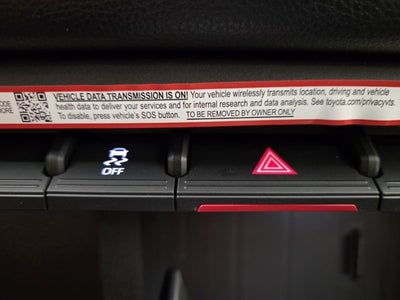 CODE
MORE
VEHICLE DATA TRANSMISSION IS ON! Your vehicle wirelessly transmits location, driving and vehicle
health data to deliver your services and for internal research and data analysis. See toyota.com/privacyvts.
To disable, press vehicle's SOS button. TO BE REMOVED BY OWNER ONLY
OFF